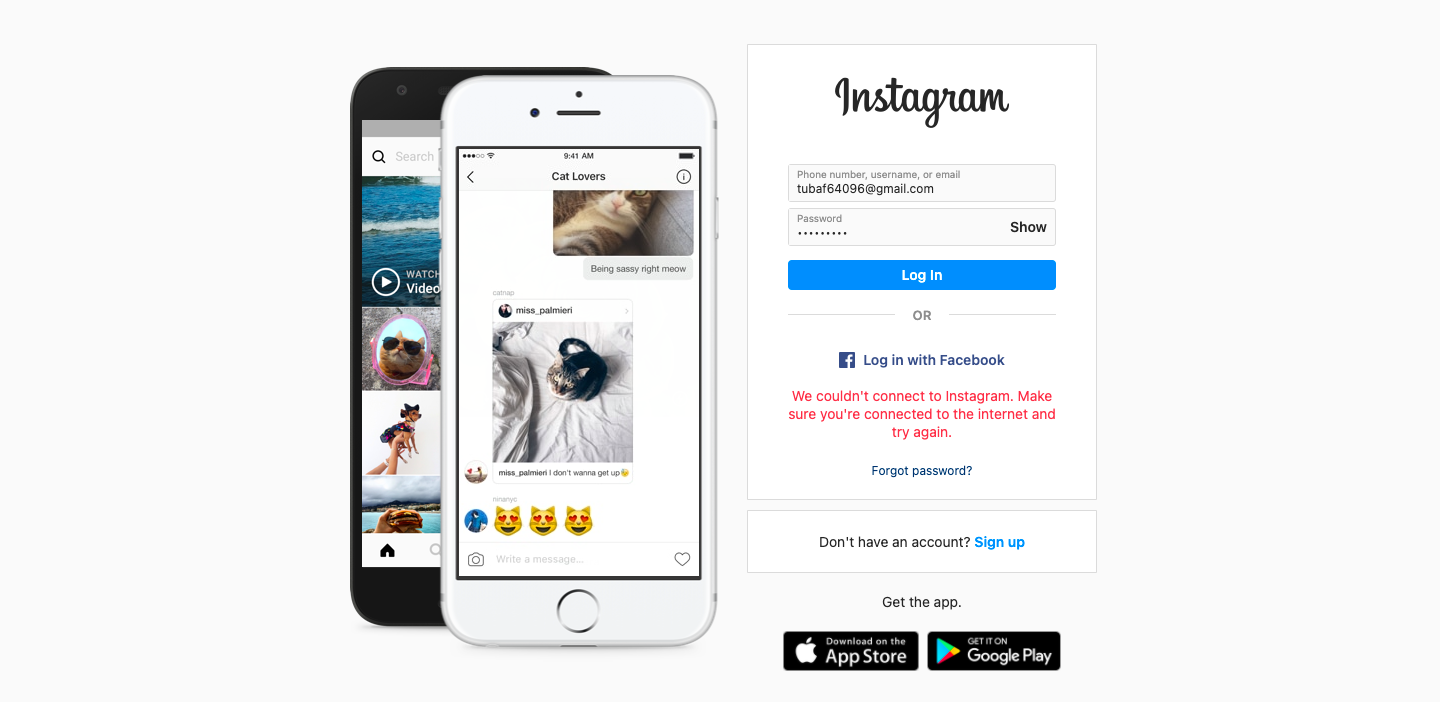 Search
WATCH
Video
9:41 AM
Cat Lovers
Being sassy right meow
catnap
miss_palmieri
miss_palmieri I don't wanna get up😉
ninanyc
😻 😻 😻
Write a message...
Instagram
Phone number, username, or email
tubaf64096@gmail.com
Password
•••••••••
Show
Log In
OR
Log in with Facebook
We couldn't connect to Instagram. Make
sure you're connected to the internet and
try again.
Forgot password?
Don't have an account? Sign up
Get the app.
Download on the
App Store
GET IT ON
Google Play